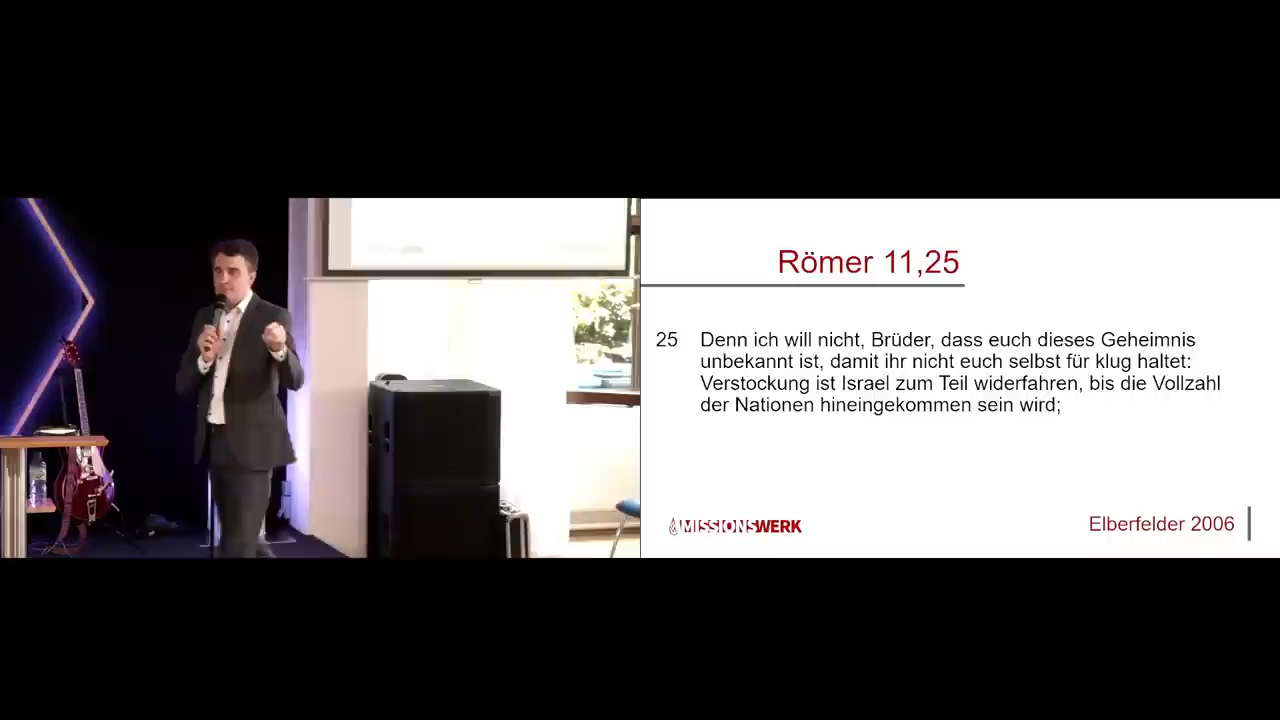 Römer 11,25
25 Denn ich will nicht, Brüder, dass euch dieses Geheimnis
unbekannt ist, damit ihr nicht euch selbst für klug haltet:
Verstockung ist Israel zum Teil widerfahren, bis die Vollzahl
der Nationen hineingekommen sein wird;
MISSIONSWERK
Elberfelder 2006